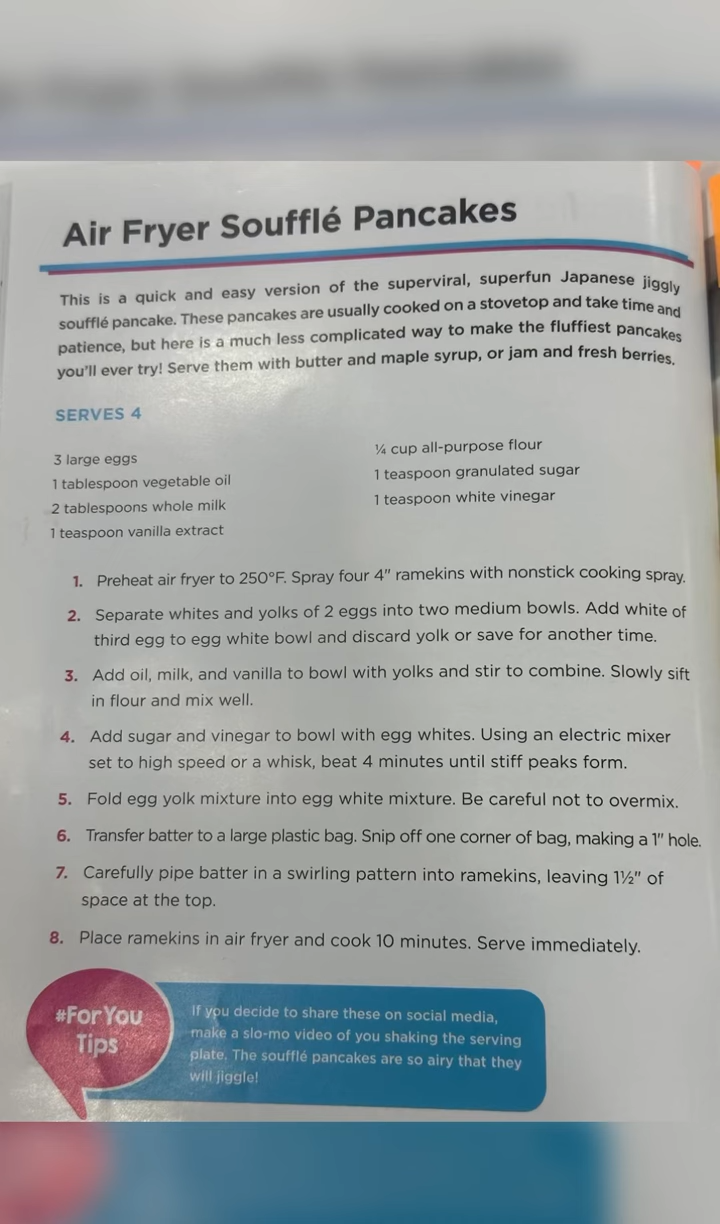 Air Fryer Soufflé Pancakes
This is a quick and easy version of the superviral, superfun Japanese jiggly
soufflé pancake. These pancakes are usually cooked on a stovetop and take time and
patience, but here is a much less complicated way to make the fluffiest pancakes
you'll ever try! Serve them with butter and maple syrup, or jam and fresh berries.
SERVES 4
3 large eggs
1 tablespoon vegetable oil
2 tablespoons whole milk
1 teaspoon vanilla extract
¼ cup all-purpose flour
1 teaspoon granulated sugar
1 teaspoon white vinegar
1. Preheat air fryer to 250°F. Spray four 4" ramekins with nonstick cooking spray.
2. Separate whites and yolks of 2 eggs into two medium bowls. Add white of
third egg to egg white bowl and discard yolk or save for another time.
3. Add oil, milk, and vanilla to bowl with yolks and stir to combine. Slowly sift
in flour and mix well.
4. Add sugar and vinegar to bowl with egg whites. Using an electric mixer
set to high speed or a whisk, beat 4 minutes until stiff peaks form.
5. Fold egg yolk mixture into egg white mixture. Be careful not to overmix.
6. Transfer batter to a large plastic bag. Snip off one corner of bag, making a 1" hole.
7. Carefully pipe batter in a swirling pattern into ramekins, leaving 1½" of
space at the top.
8. Place ramekins in air fryer and cook 10 minutes. Serve immediately.
#ForYou
Tips
If you decide to share these on social media,
make a slo-mo video of you shaking the serving
plate. The soufflé pancakes are so airy that they
will jiggle!